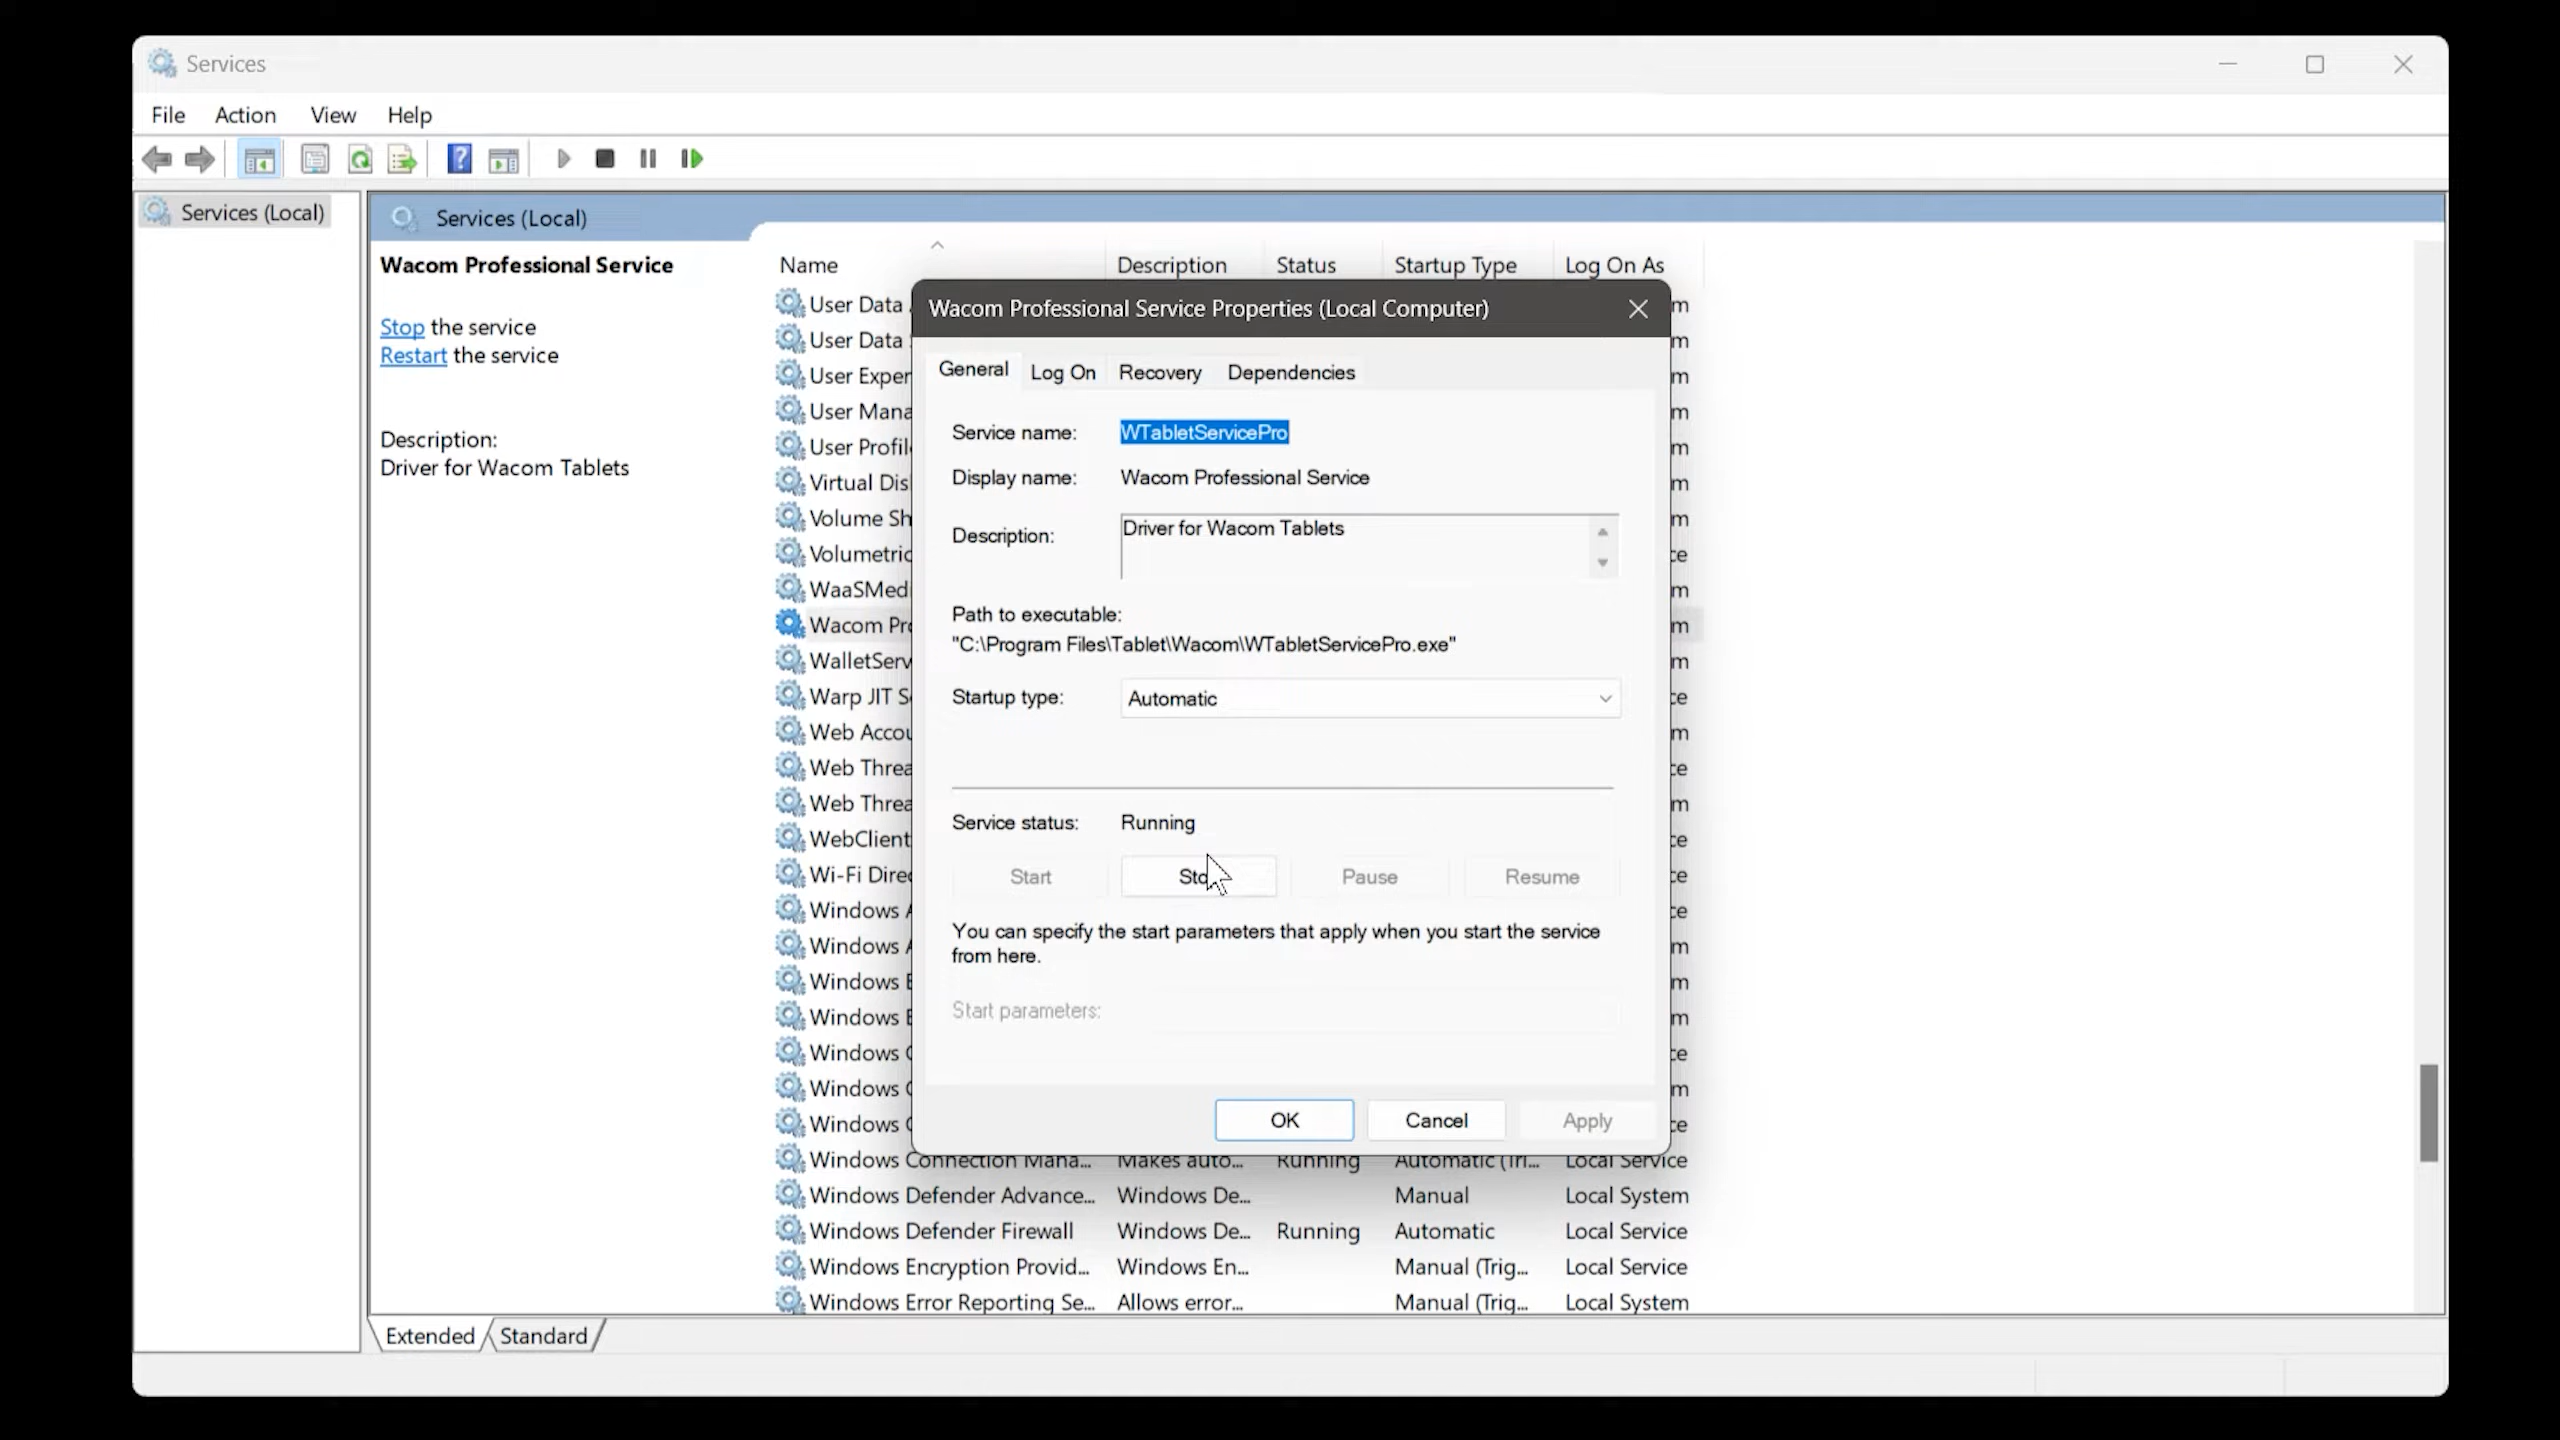 Services
File Action View Help
Services (Local)
Services (Local)
Wacom Professional Service
Stop the service
Restart the service
Description:
Driver for Wacom Tablets
Name Description Status Startup Type Log On As
User Data
User Data
User Exper
User Mana
User Profil
Virtual Dis
Volume Sh
Volumetric
WaaSMedi
Wacom Pro
WalletServ
Warp JIT S
Web Accou
Web Threa
Web Threa
WebClient
Wi-Fi Direc
Windows
Windows
Windows
Windows
Windows
Windows
Windows
Windows Connection Mana... Makes auto... Running Automatic (Tri... Local Service
Windows Defender Advance... Windows De... Manual Local System
Windows Defender Firewall Windows De... Running Automatic Local Service
Windows Encryption Provid... Windows En... Manual (Trig... Local Service
Windows Error Reporting Se... Allows error... Manual (Trig... Local System
Wacom Professional Service Properties (Local Computer)
General Log On Recovery Dependencies
Service name: WTabletServicePro
Display name: Wacom Professional Service
Description: Driver for Wacom Tablets
Path to executable:
"C:\Program Files\Tablet\Wacom\WTabletServicePro.exe"
Startup type: Automatic
Service status: Running
Start Sto Pause Resume
You can specify the start parameters that apply when you start the service
from here.
Start parameters:
OK Cancel Apply
Extended Standard